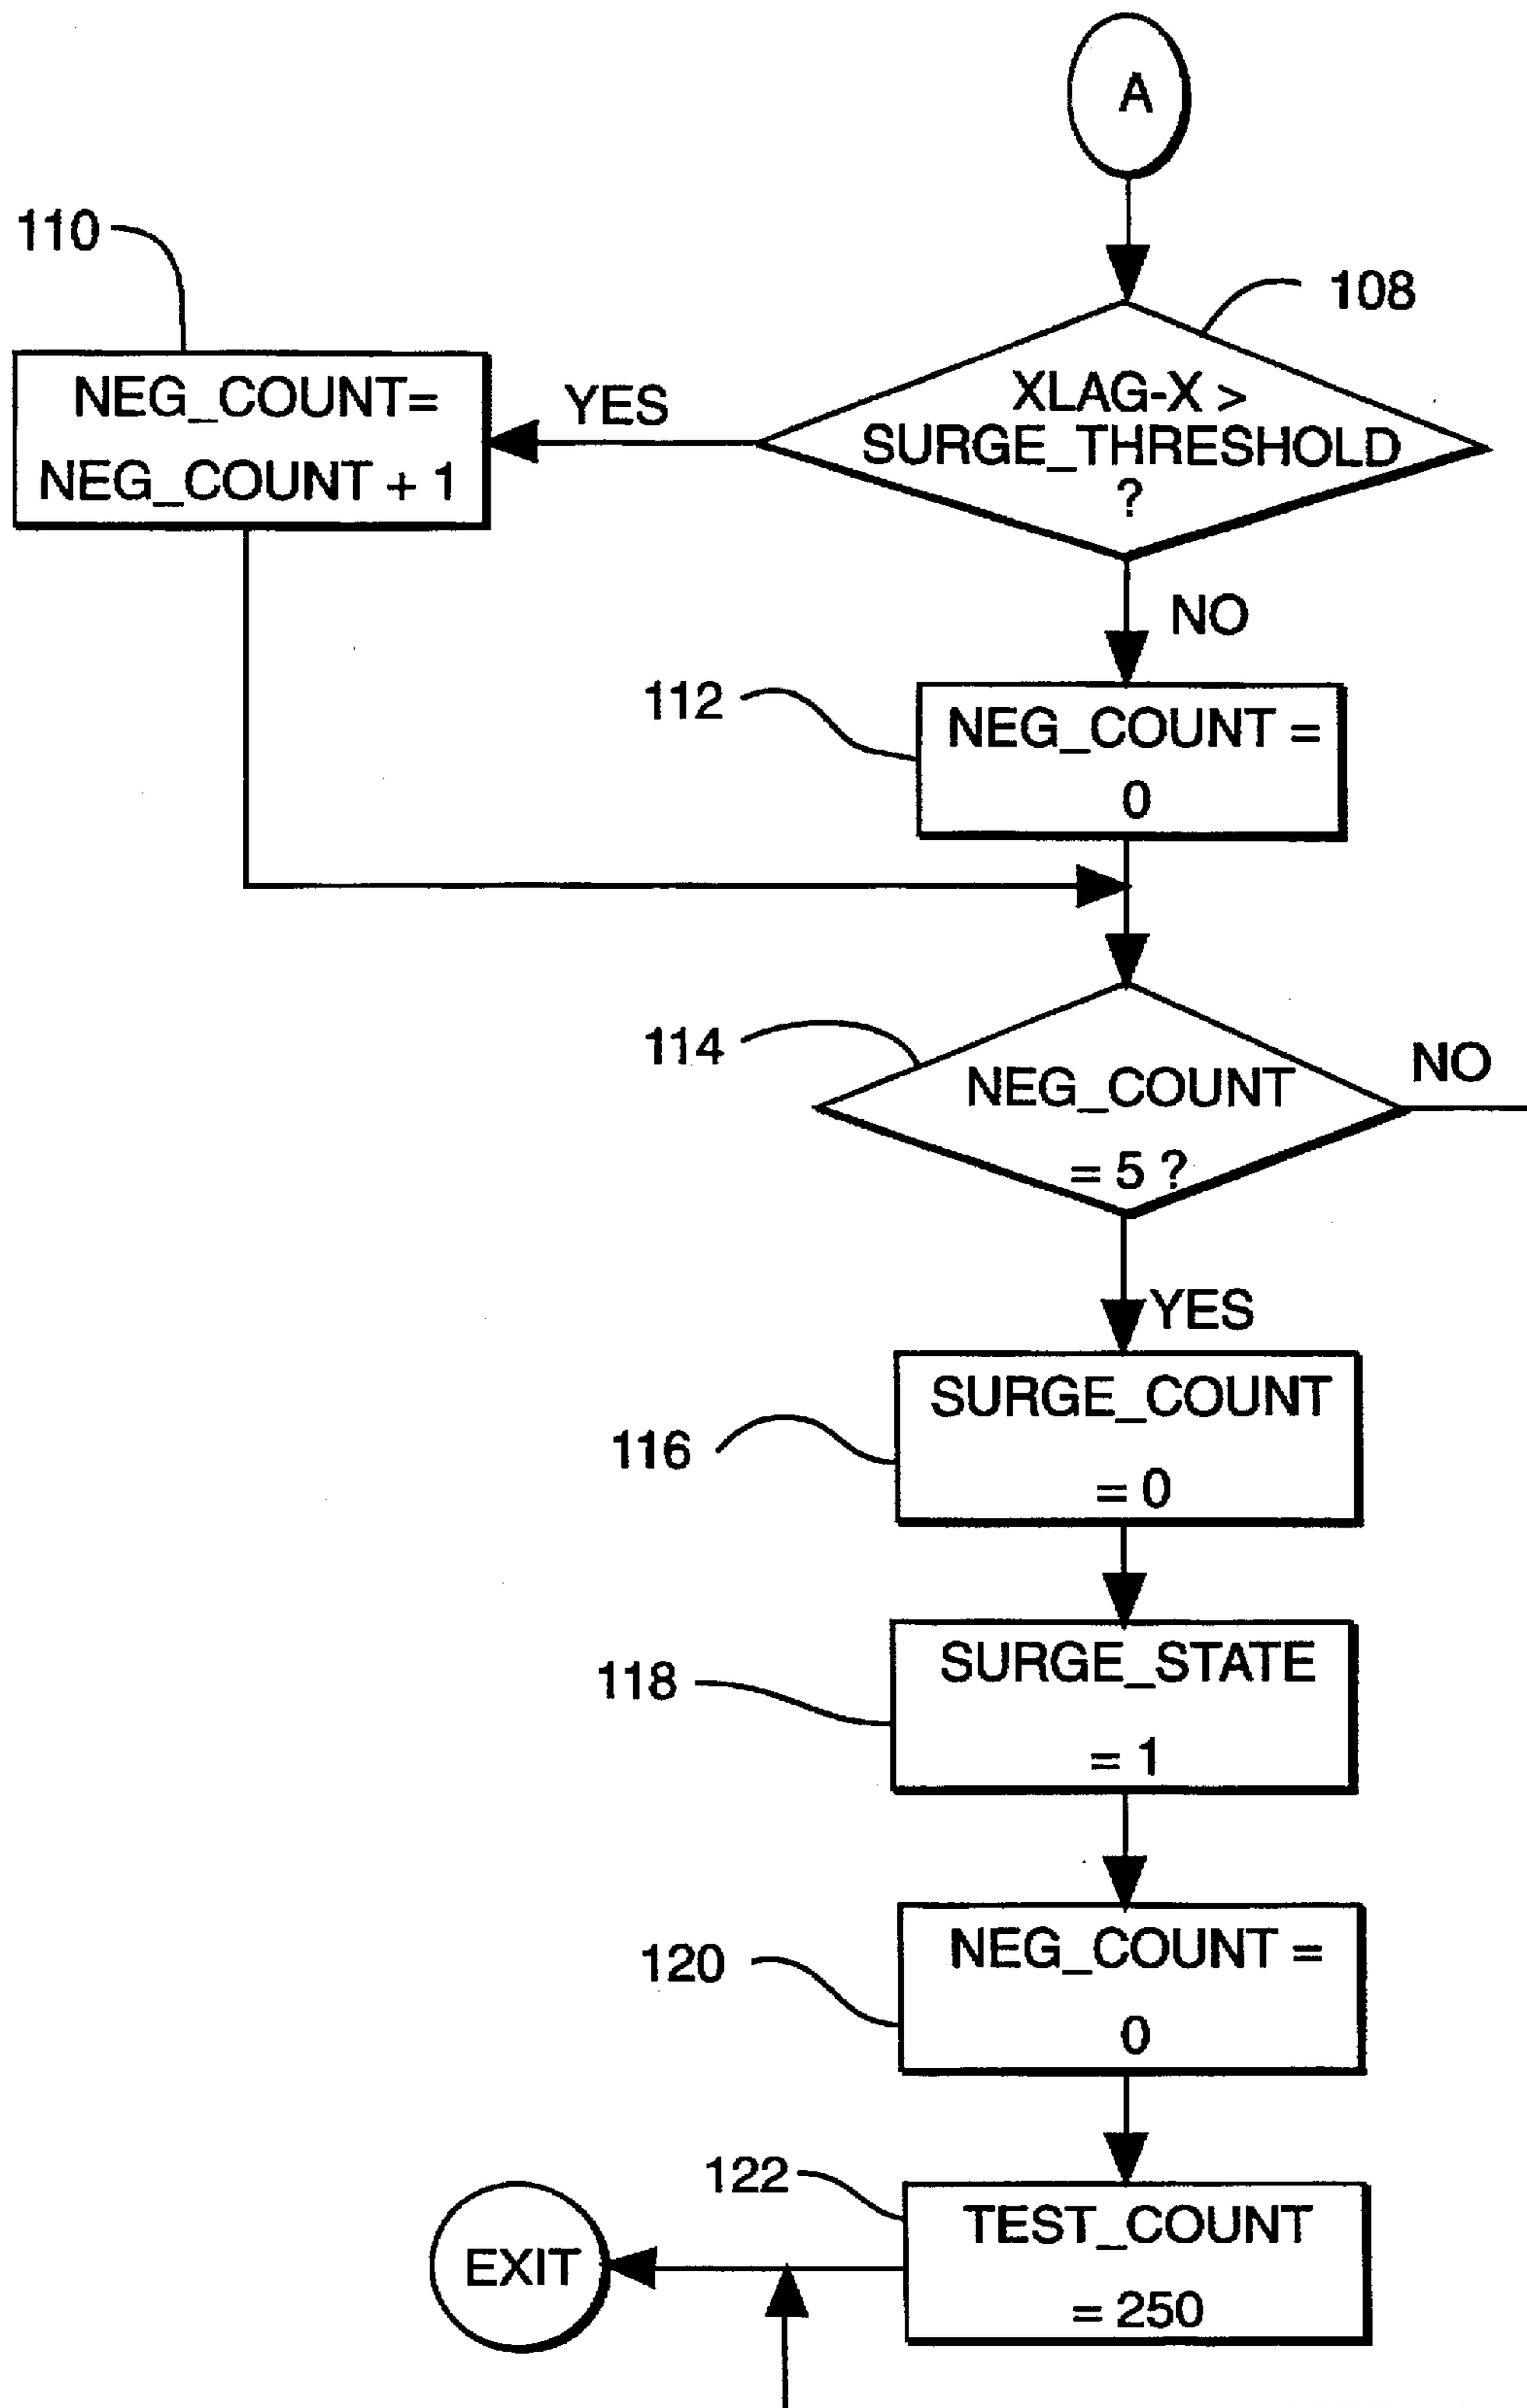 A
110
108
NEG_COUNT=
NEG_COUNT + 1
YES
XLAG-X >
SURGE_THRESHOLD
?
NO
112
NEG_COUNT =
0
114
NEG_COUNT
= 5 ?
NO
YES
116
SURGE_COUNT
= 0
118
SURGE_STATE
= 1
120
NEG_COUNT =
0
122
TEST_COUNT
= 250
EXIT